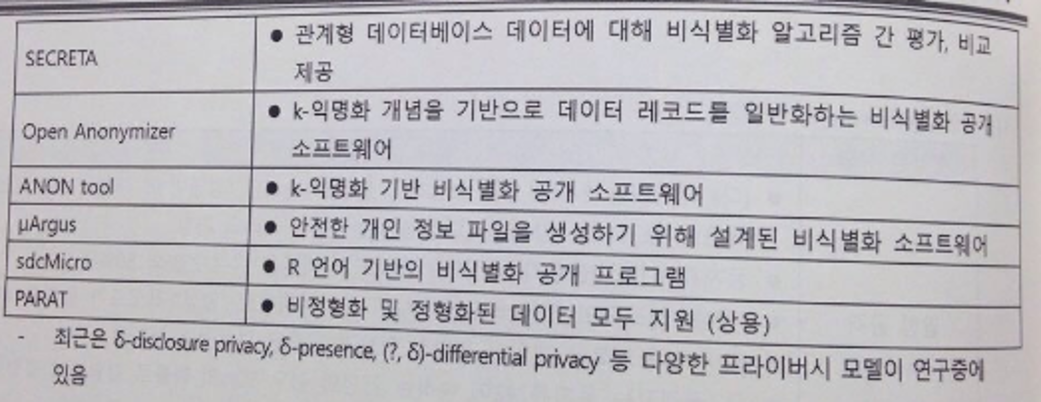 SECRETA
● 관계형 데이터베이스 데이터에 대해 비식별화 알고리즘 간 평가, 비교
제공
Open Anonymizer
● k-익명화 개념을 기반으로 데이터 레코드를 일반화하는 비식별화 공개
소프트웨어
ANON tool
● k-익명화 기반 비식별화 공개 소프트웨어
μArgus
● 안전한 개인 정보 파일을 생성하기 위해 설계된 비식별화 소프트웨어
sdcMicro
● R 언어 기반의 비식별화 공개 프로그램
PARAT
● 비정형화 및 정형화된 데이터 모두 지원 (상용)
- 최근은 δ-disclosure privacy, δ-presence, (?, δ)-differential privacy 등 다양한 프라이버시 모델이 연구중에
있음